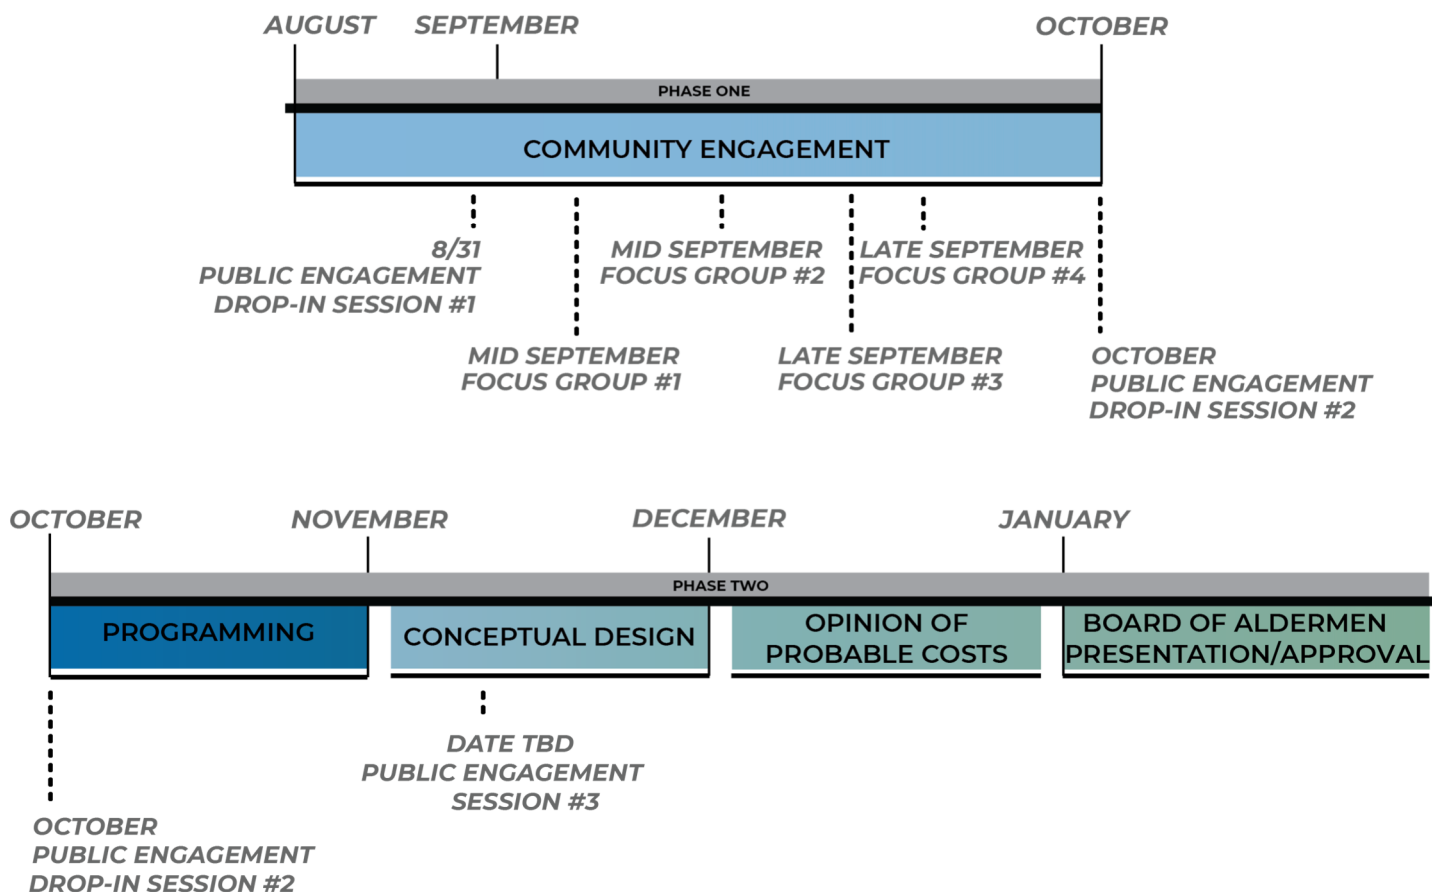 AUGUST
SEPTEMBER
OCTOBER
PHASE ONE
COMMUNITY ENGAGEMENT
8/31
PUBLIC ENGAGEMENT
DROP-IN SESSION #1
MID SEPTEMBER
FOCUS GROUP #1
MID SEPTEMBER
FOCUS GROUP #2
LATE SEPTEMBER
FOCUS GROUP #3
LATE SEPTEMBER
FOCUS GROUP #4
OCTOBER
PUBLIC ENGAGEMENT
DROP-IN SESSION #2
OCTOBER
NOVEMBER
DECEMBER
JANUARY
PHASE TWO
PROGRAMMING
CONCEPTUAL DESIGN
OPINION OF
PROBABLE COSTS
BOARD OF ALDERMEN
PRESENTATION/APPROVAL
DATE TBD
PUBLIC ENGAGEMENT
SESSION #3
OCTOBER
PUBLIC ENGAGEMENT
DROP-IN SESSION #2